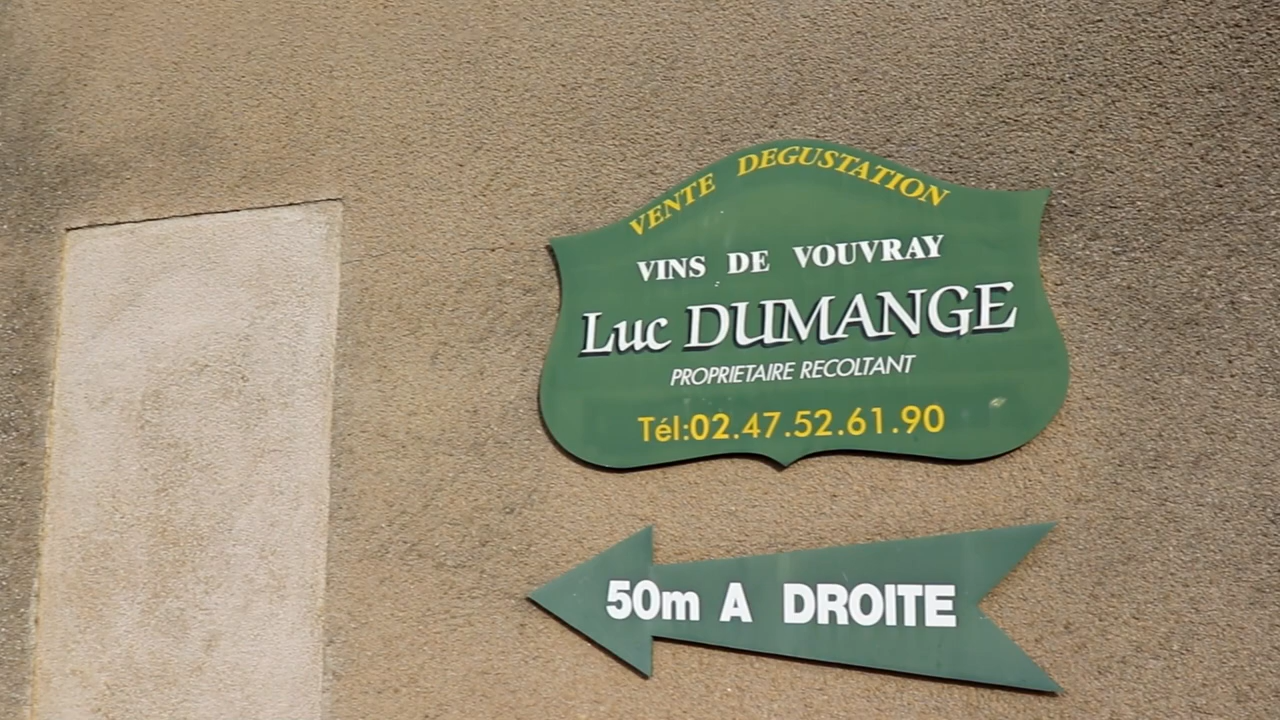 VENTE DEGUSTATION
VINS DE VOUVRAY
Luc DUMANGE
PROPRIETAIRE RECOLTANT
Tél:02.47.52.61.90
50m A DROITE